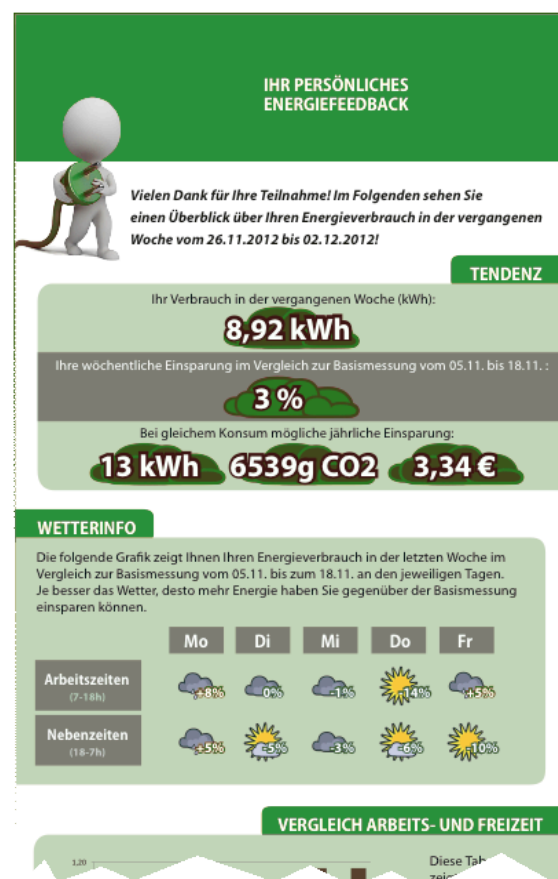 IHR PERSÖNLICHES
ENERGIEFEEDBACK
Vielen Dank für Ihre Teilnahme! Im Folgenden sehen Sie
einen Überblick über Ihren Energieverbrauch in der vergangenen
Woche vom 26.11.2012 bis 02.12.2012!
TENDENZ
Ihr Verbrauch in der vergangenen Woche (kWh):
8,92 kWh
Ihre wöchentliche Einsparung im Vergleich zur Basismessung vom 05.11. bis 18.11. :
3 %
Bei gleichem Konsum mögliche jährliche Einsparung:
13 kWh 6539g CO2 3,34 €
WETTERINFO
Die folgende Grafik zeigt Ihnen Ihren Energieverbrauch in der letzten Woche im
Vergleich zur Basismessung vom 05.11. bis zum 18.11. an den jeweiligen Tagen.
Je besser das Wetter, desto mehr Energie haben Sie gegenüber der Basismessung
einsparen können.
Mo Di Mi Do Fr
Arbeitszeiten
(7-18h)
+8% 0% -1% -14% +5%
Nebenzeiten
(18-7h)
+5% -5% -3% -6% -10%
VERGLEICH ARBEITS- UND FREIZEIT
1,20
Diese